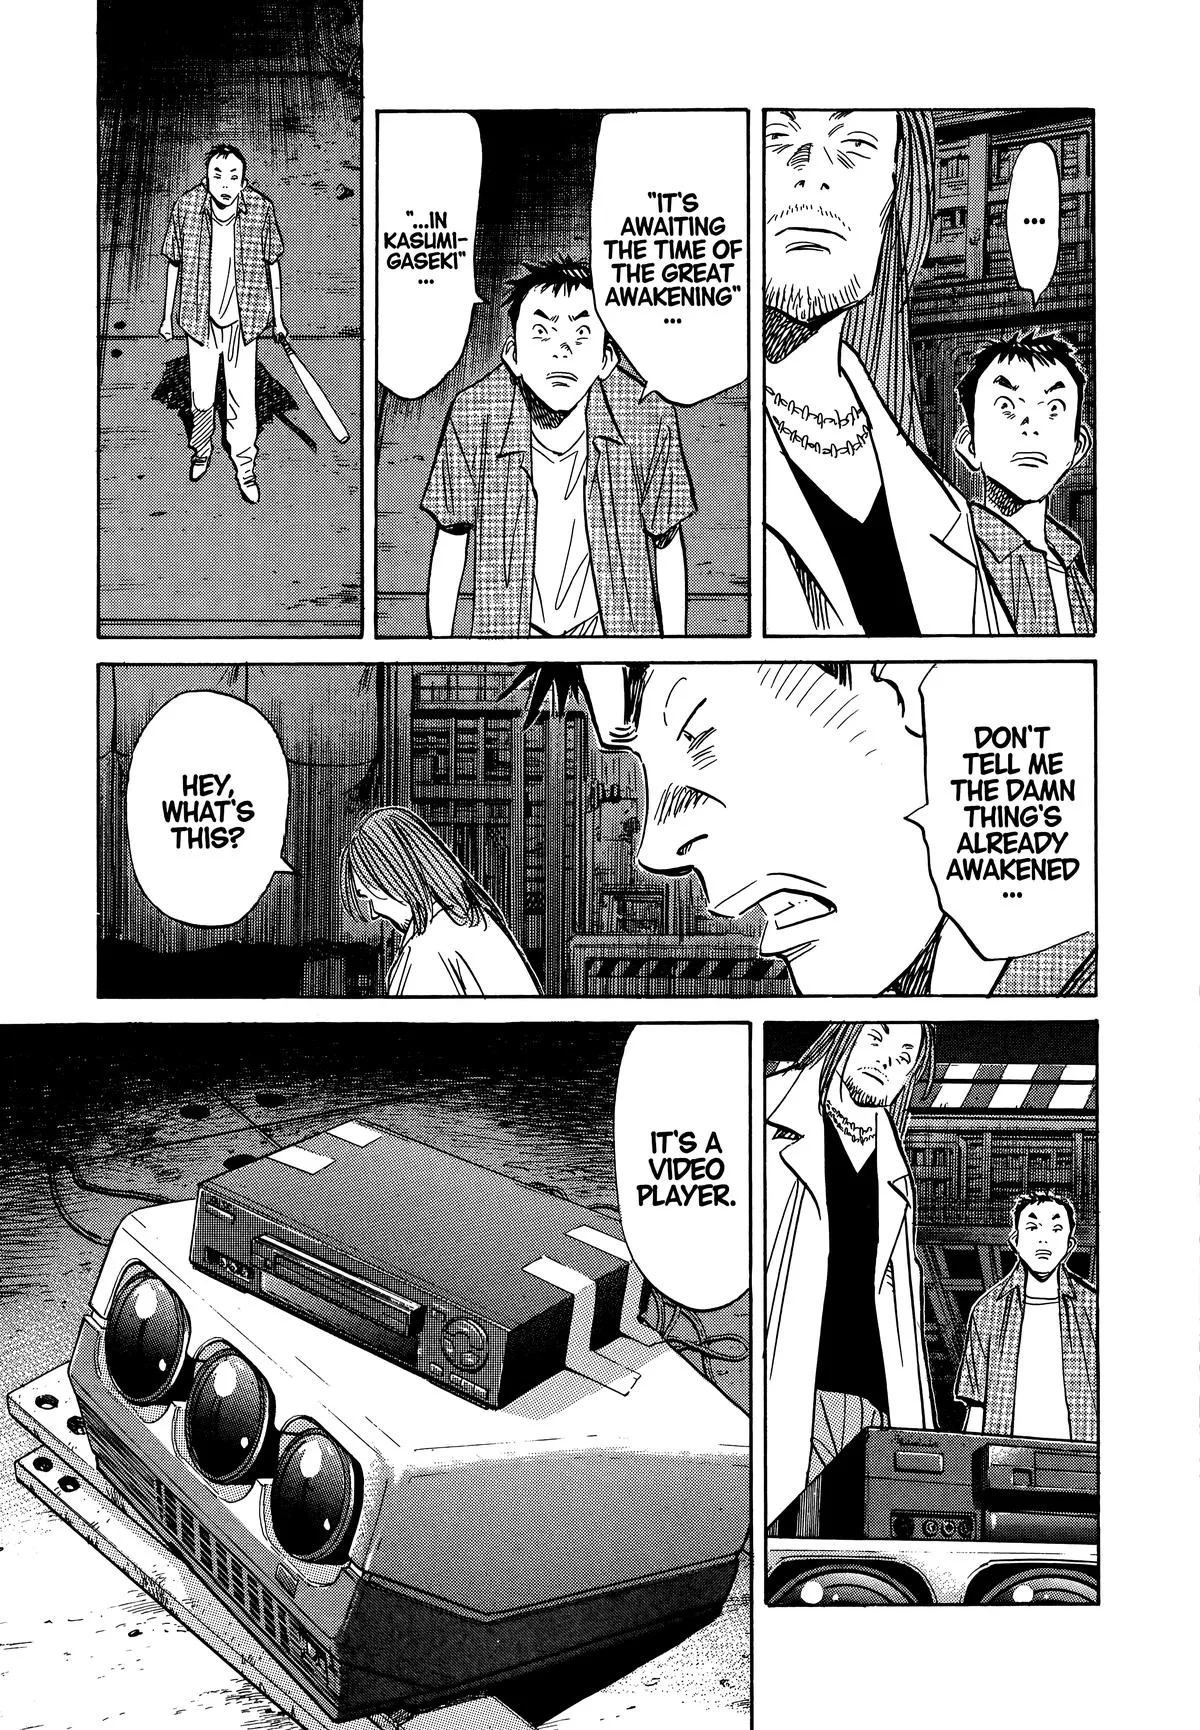 ...
"IT'S
AWAITING
THE TIME OF
THE GREAT
AWAKENING"
...
"...IN
KASUMI-
GASEKI"
...
DON'T
TELL ME
THE DAMN
THING'S
ALREADY
AWAKENED
...
HEY,
WHAT'S
THIS?
IT'S A
VIDEO
PLAYER.